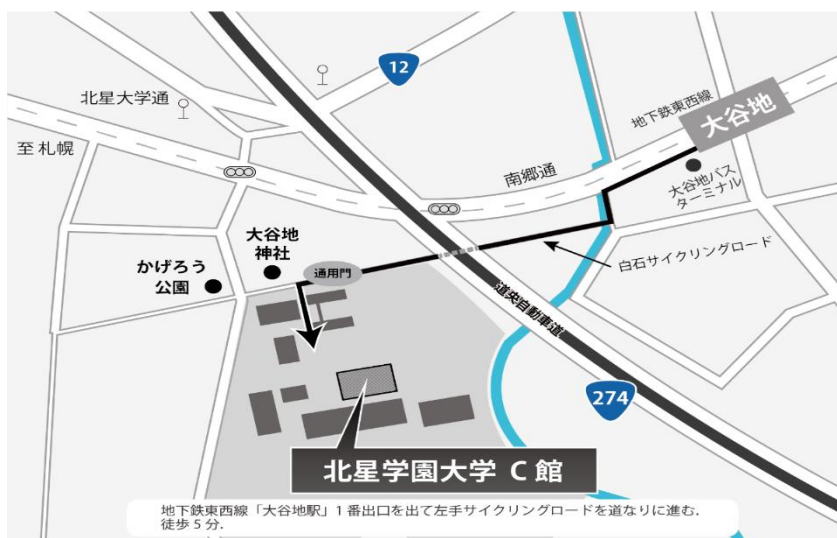 12
北星大学通
至 札幌
地下鉄東西線
大谷地
南郷通
大谷地バス
ターミナル
大谷地
神社
かげろう
公園
通用門
白石サイクリングロード
道央自動車道
274
北星学園大学 C 館
地下鉄東西線「大谷地駅」1 番出口を出て左手サイクリングロードを道なりに進む.
徒歩 5 分.